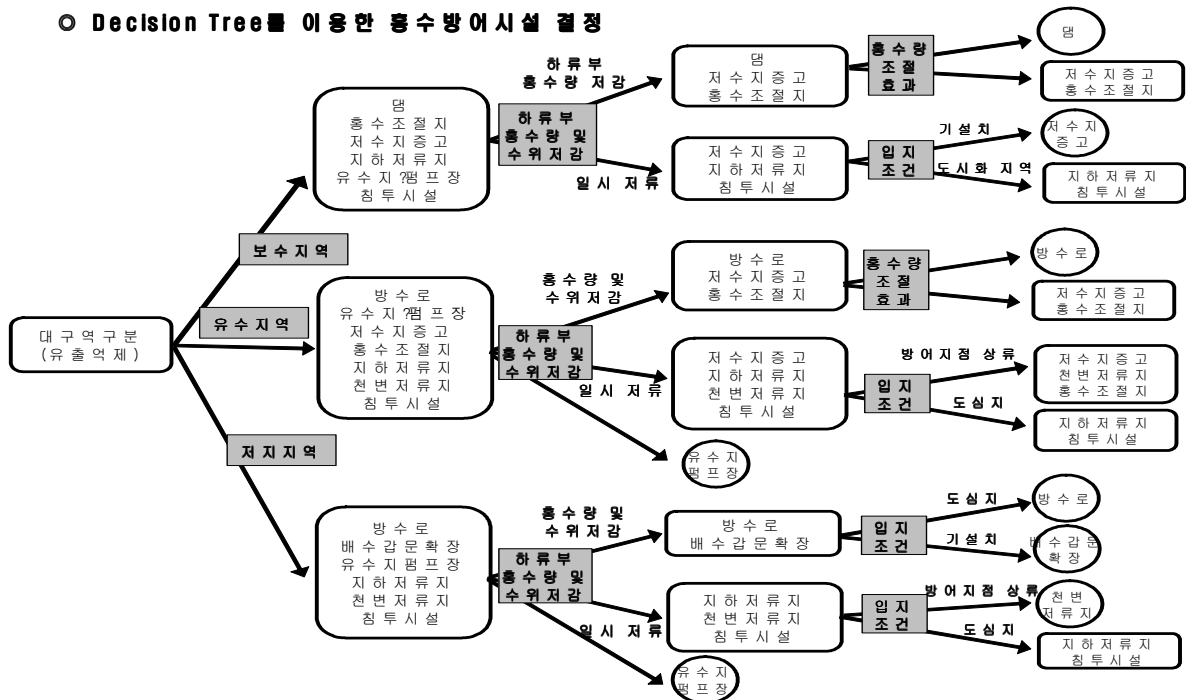 ◎ Decision Tree를 이용한 홍수방어시설 결정
대구역구분
(유출억제)
보수지역
유수지역
저지지역
댐
홍수조절지
저수지증고
지하저류지
유수지?펌프장
침투시설
하류부
홍수량 저감
하류부
홍수량 및
수위저감
일시 저류
댐
저수지증고
홍수조절지
홍수량
조절
효과
댐
저수지증고
홍수조절지
저수지증고
지하저류지
침투시설
입지
조건
기설치
도시화 지역
저수지
증고
지하저류지
침투시설
방수로
유수지?펌프장
저수지증고
홍수조절지
지하저류지
천변저류지
침투시설
홍수량 및
수위저감
하류부
홍수량 및
수위저감
일시 저류
방수로
저수지증고
홍수조절지
홍수량
조절
효과
방수로
저수지증고
홍수조절지
저수지증고
지하저류지
천변저류지
침투시설
입지
조건
방어지점 상류
도심지
저수지증고
천변저류지
홍수조절지
지하저류지
침투시설
유수지
펌프장
방수로
배수갑문확장
유수지펌프장
지하저류지
천변저류지
침투시설
홍수량 및
수위저감
하류부
홍수량 및
수위저감
일시 저류
방수로
배수갑문확장
입지
조건
도심지
기설치
방수로
배수갑문
확장
지하저류지
천변저류지
침투시설
입지
조건
방어지점 상류
도심지
천변
저류지
지하저류지
침투시설
유수지
펌프장